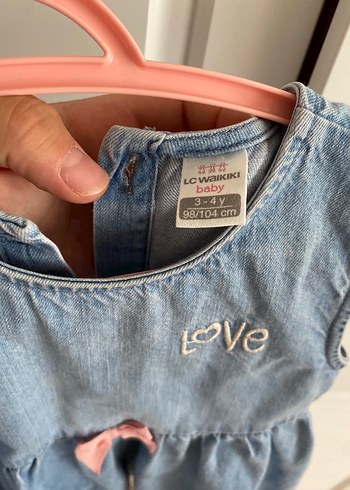 LC WAIKIKI
baby
3 - 4 y
98/104 cm
Love